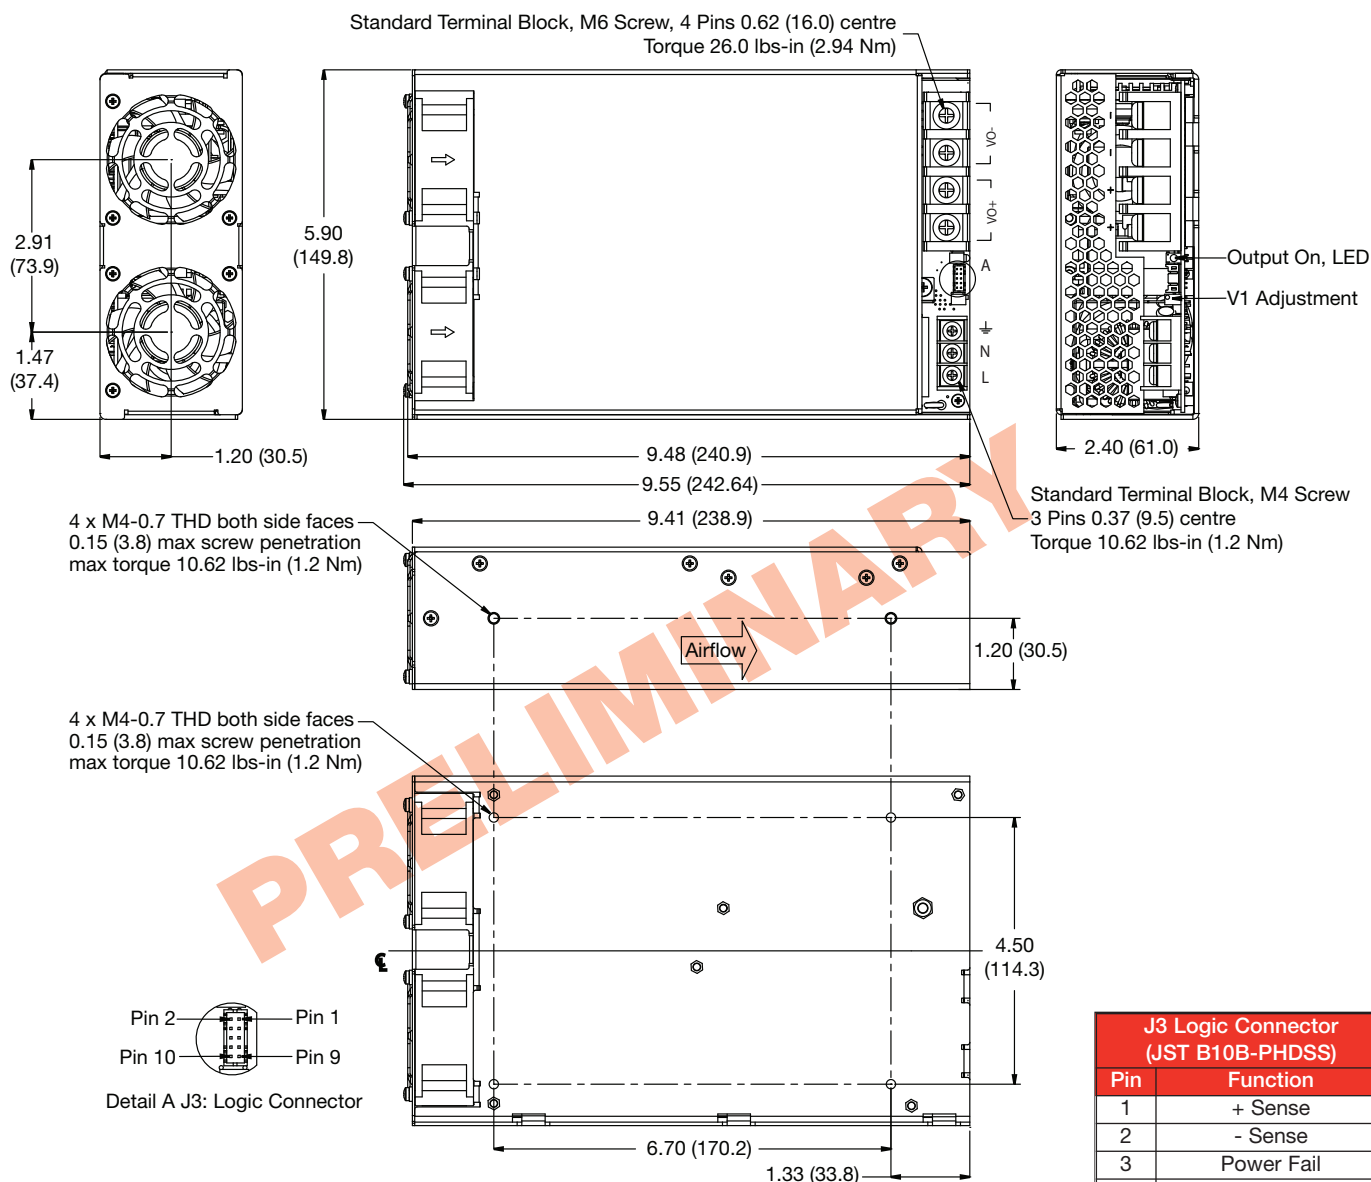 Standard Terminal Block, M6 Screw, 4 Pins 0.62 (16.0) centre
Torque 26.0 lbs-in (2.94 Nm)
VO-
VO+
A
N
L
-
-
+
+
Output On, LED
V1 Adjustment
2.91
(73.9)
1.47
(37.4)
5.90
(149.8)
1.20 (30.5)
9.48 (240.9)
9.55 (242.64)
2.40 (61.0)
Standard Terminal Block, M4 Screw
3 Pins 0.37 (9.5) centre
Torque 10.62 lbs-in (1.2 Nm)
4 x M4-0.7 THD both side faces
0.15 (3.8) max screw penetration
max torque 10.62 lbs-in (1.2 Nm)
9.41 (238.9)
Airflow
1.20 (30.5)
PRELIMINARY
4 x M4-0.7 THD both side faces
0.15 (3.8) max screw penetration
max torque 10.62 lbs-in (1.2 Nm)
4.50
(114.3)
6.70 (170.2)
1.33 (33.8)
Pin 2
Pin 1
Pin 10
Pin 9
Detail A J3: Logic Connector
J3 Logic Connector
(JST B10B-PHDSS)
Pin Function
1 + Sense
2 - Sense
3 Power Fail